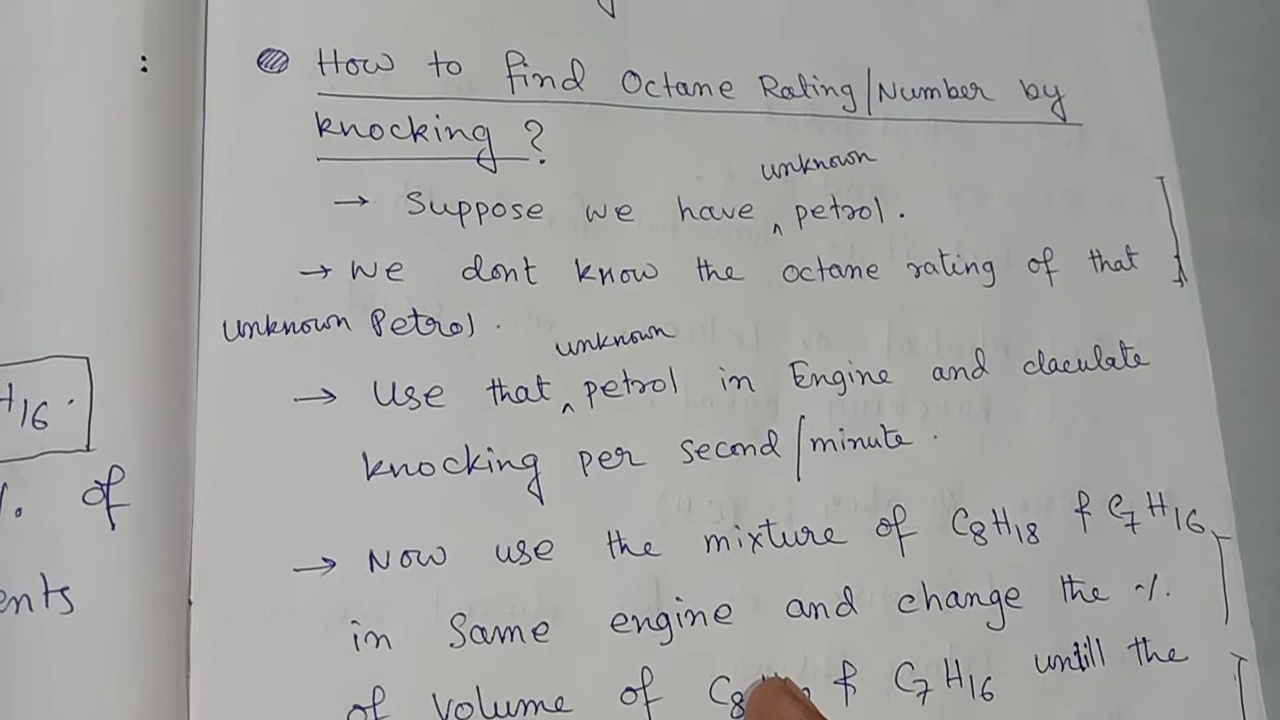 :
H16.
%. of
ents
How to find Octane Rating/Number by
knocking?
→ Suppose we have unknown petrol.
→ We dont know the octane rating of that
unknown Petrol.
→ Use that unknown petrol in Engine and claculate
knocking per second/minute.
→ Now use the mixture of C8H18 & C7H16
in same engine and change the %.
of volume of C8 & C7H16 untill the